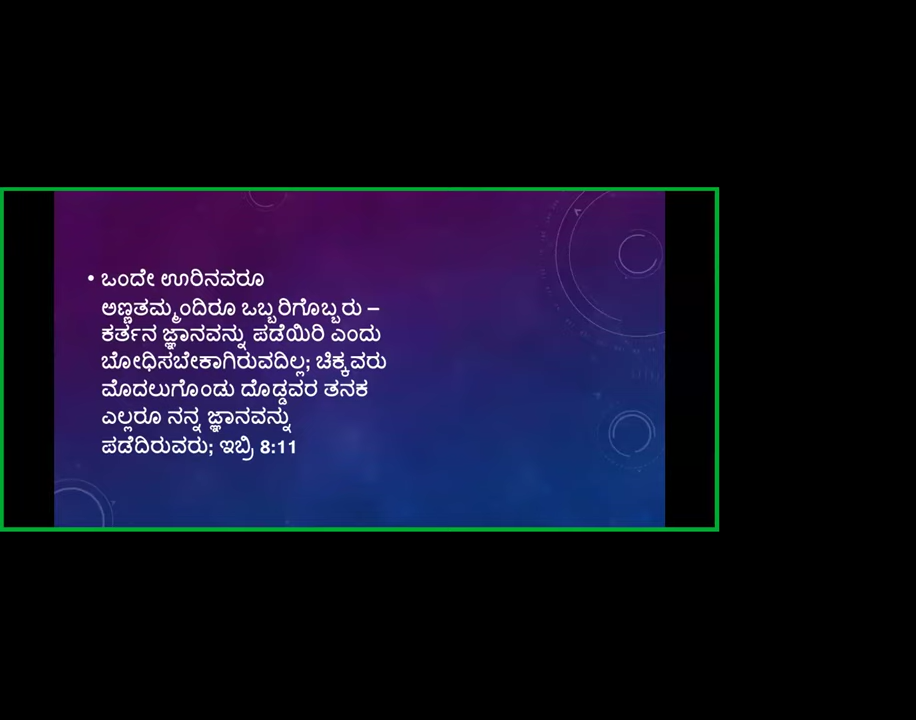 • ಒಂದೇ ಊರಿನವರೂ
ಅಣ್ಣತಮ್ಮಂದಿರೂ ಒಬ್ಬರಿಗೊಬ್ಬರು –
ಕರ್ತನ ಜ್ಞಾನವನ್ನು ಪಡೆಯಿರಿ ಎಂದು
ಬೋಧಿಸಬೇಕಾಗಿರುವದಿಲ್ಲ; ಚಿಕ್ಕವರು
ಮೊದಲುಗೊಂಡು ದೊಡ್ಡವರ ತನಕ
ಎಲ್ಲರೂ ನನ್ನ ಜ್ಞಾನವನ್ನು
ಪಡೆದಿರುವರು; ಇಬ್ರಿ 8:11